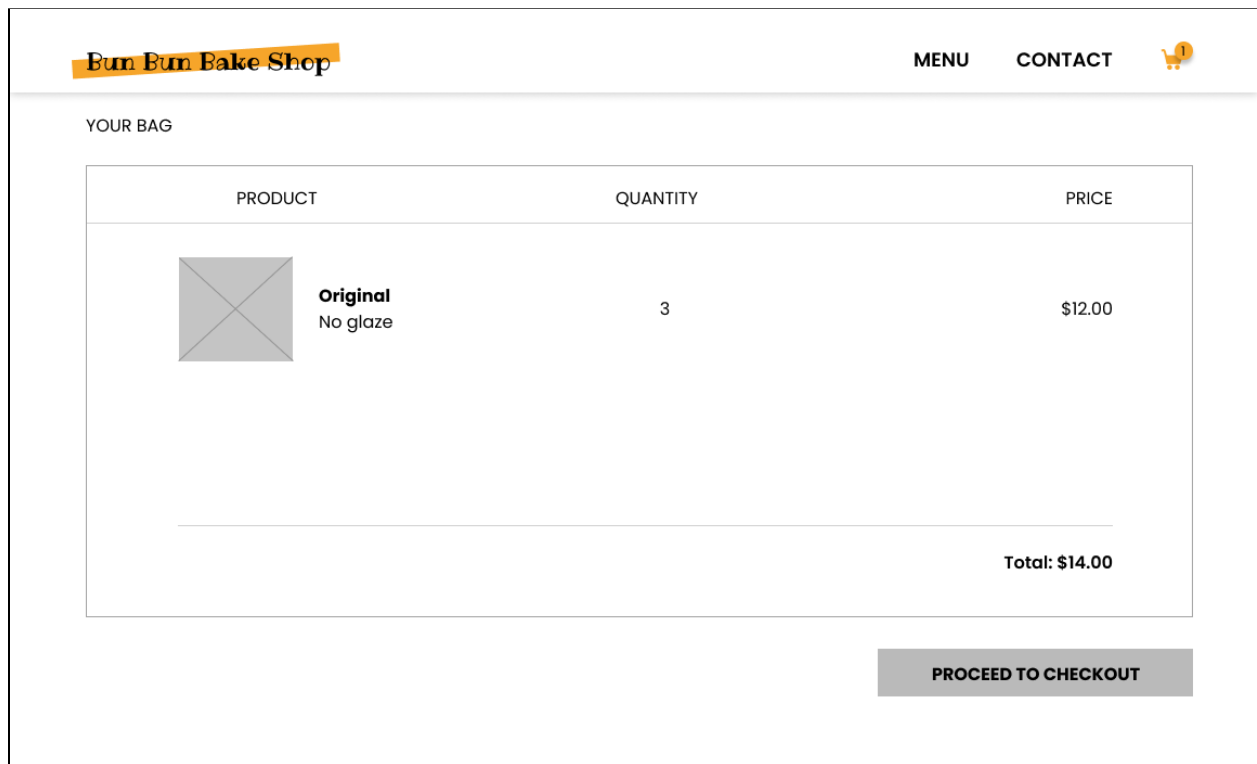 Bun Bun Bake Shop MENU CONTACT 1
YOUR BAG
PRODUCT QUANTITY PRICE
Original
No glaze
3
$12.00
Total: $14.00
PROCEED TO CHECKOUT